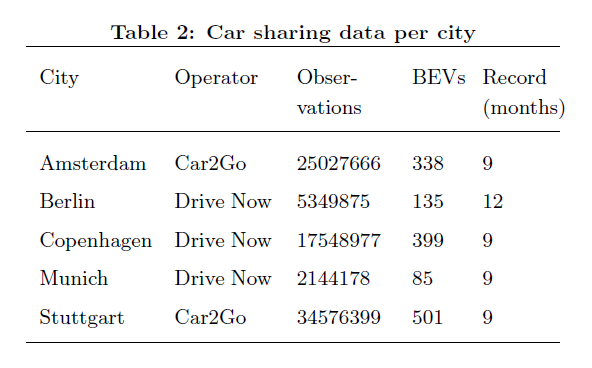 Table 2: Car sharing data per city
City Operator Obser- BEVs Record
vations (months)
Amsterdam Car2Go 25027666 338 9
Berlin Drive Now 5349875 135 12
Copenhagen Drive Now 17548977 399 9
Munich Drive Now 2144178 85 9
Stuttgart Car2Go 34576399 501 9